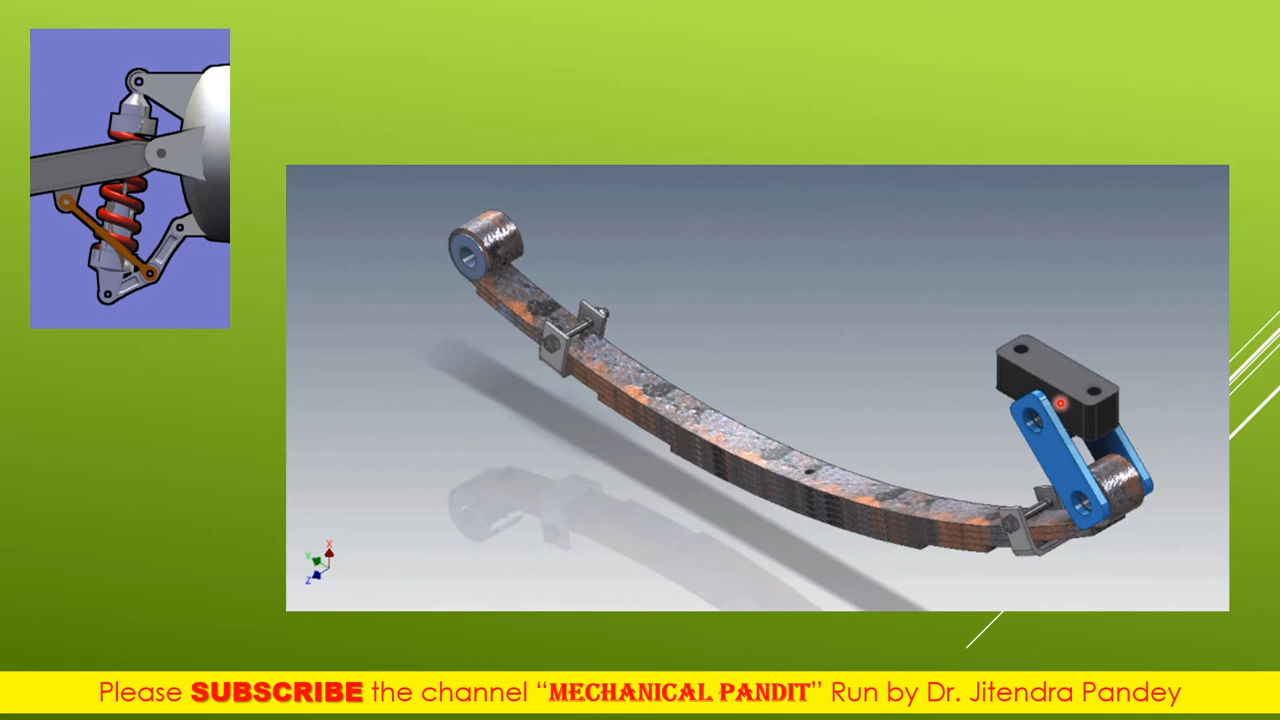 X
Y
Z
Please SUBSCRIBE the channel “MECHANICAL PANDIT” Run by Dr. Jitendra Pandey